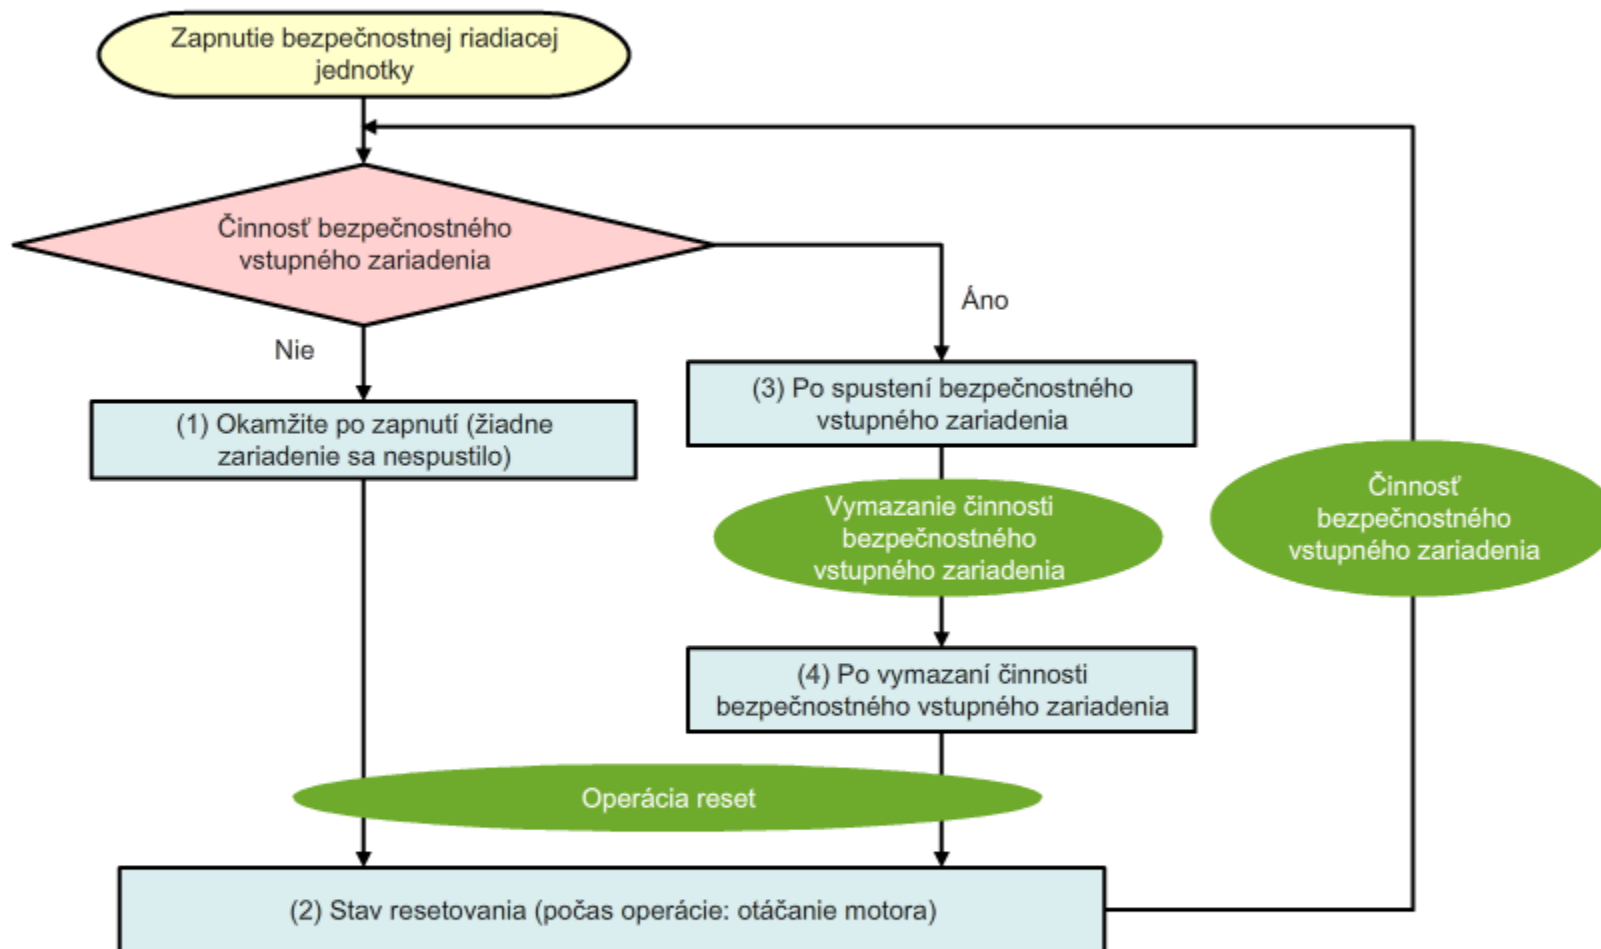 Zapnutie bezpečnostnej riadiacej
jednotky
Činnosť bezpečnostného
vstupného zariadenia
Áno
Nie
(1) Okamžite po zapnutí (žiadne
zariadenie sa nespustilo)
(3) Po spustení bezpečnostného
vstupného zariadenia
Vymazanie činnosti
bezpečnostného
vstupného zariadenia
Činnosť
bezpečnostného
vstupného zariadenia
(4) Po vymazaní činnosti
bezpečnostného vstupného zariadenia
Operácia reset
(2) Stav resetovania (počas operácie: otáčanie motora)